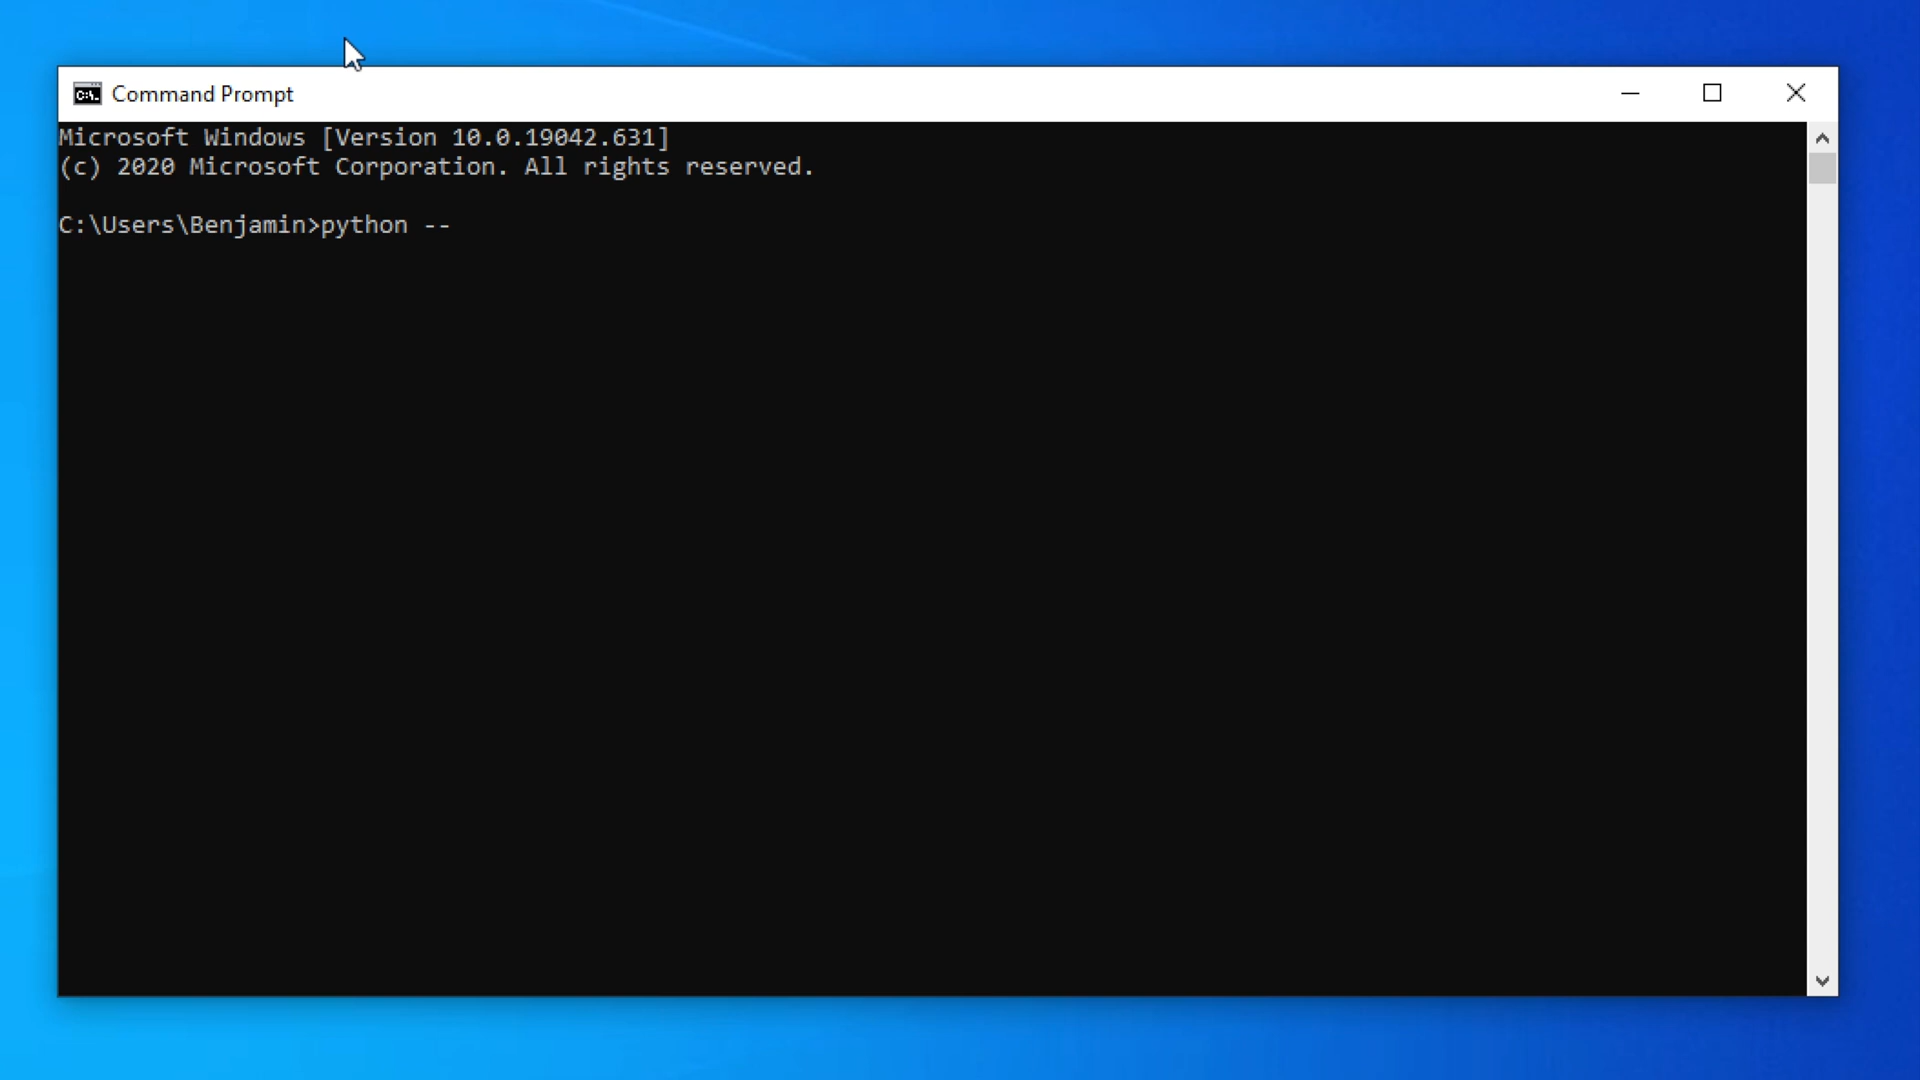 Command Prompt
Microsoft Windows [Version 10.0.19042.631]
(c) 2020 Microsoft Corporation. All rights reserved.
C:\Users\Benjamin>python --